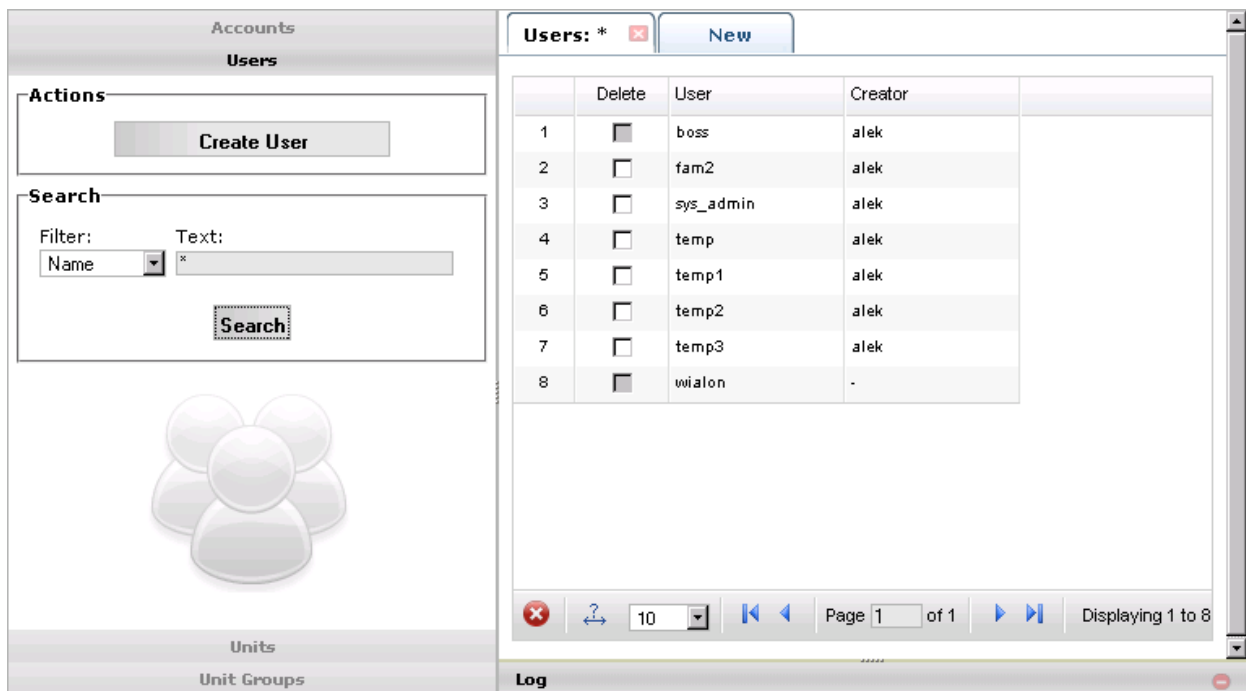 Accounts
Users
Actions
Create User
Search
Filter: Text:
Name *
Search
Units
Unit Groups
Users: * New
Delete User Creator
1 boss alek
2 fam2 alek
3 sys_admin alek
4 temp alek
5 temp1 alek
6 temp2 alek
7 temp3 alek
8 wialon -
? 10 Page 1 of 1 Displaying 1 to 8
Log